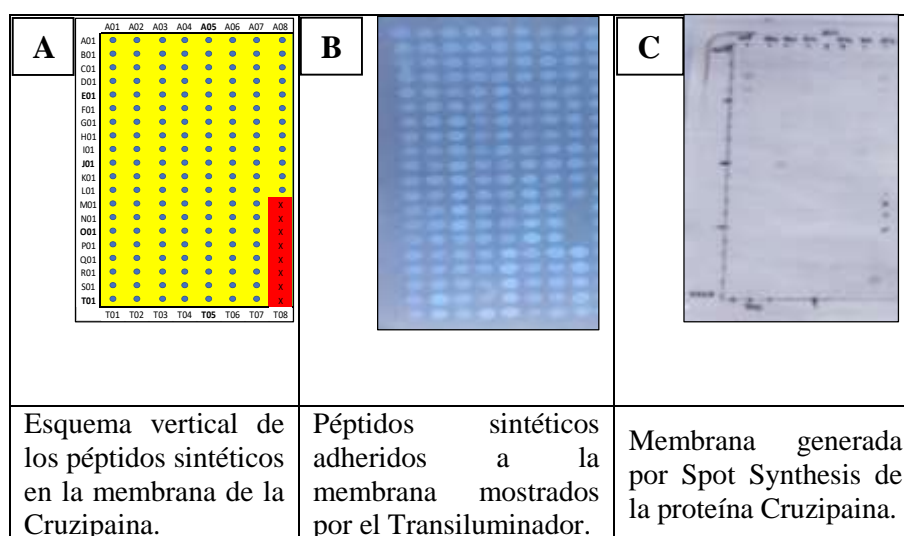 A
A01 A02 A03 A04 A05 A06 A07 A08
A01
B01
C01
D01
E01
F01
G01
H01
I01
J01
K01
L01
M01 X
N01 X
O01 X
P01 X
Q01 X
R01 X
S01 X
T01 X
T01 T02 T03 T04 T05 T06 T07 T08
B
C
Esquema vertical de
los péptidos sintéticos
en la membrana de la
Cruzipaina.
Péptidos sintéticos
adheridos a la
membrana mostrados
por el Transiluminador.
Membrana generada
por Spot Synthesis de
la proteína Cruzipaina.